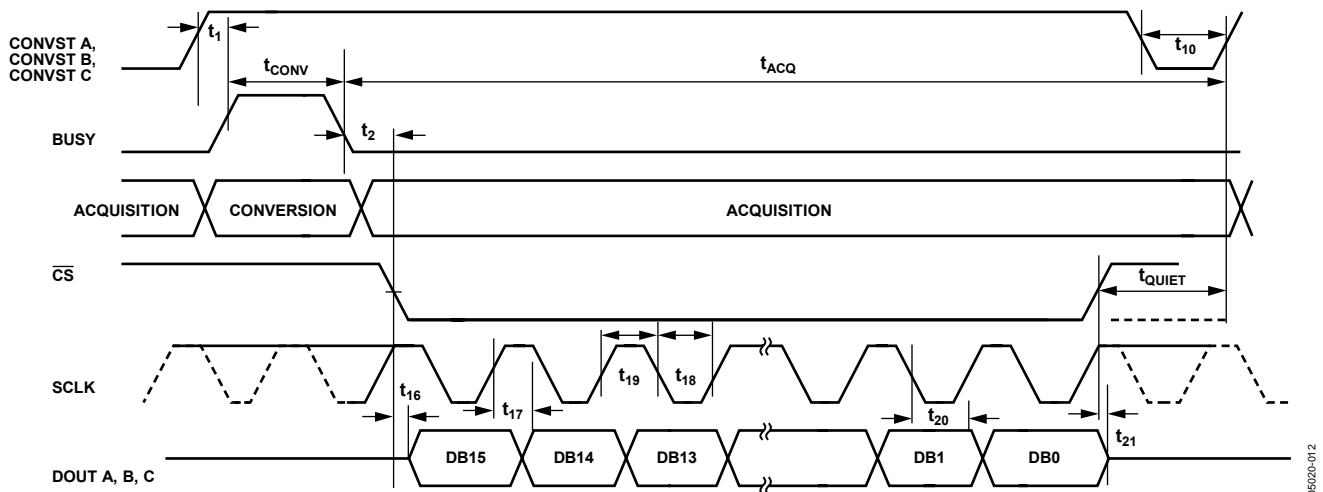 CONVST A,
CONVST B,
CONVST C
t1
tCONV
tACQ
t10
BUSY
t2
ACQUISITION
CONVERSION
ACQUISITION
CS
tQUIET
SCLK
t16
t17
t19
t18
t20
t21
DOUT A, B, C
DB15
DB14
DB13
DB1
DB0
05020-012